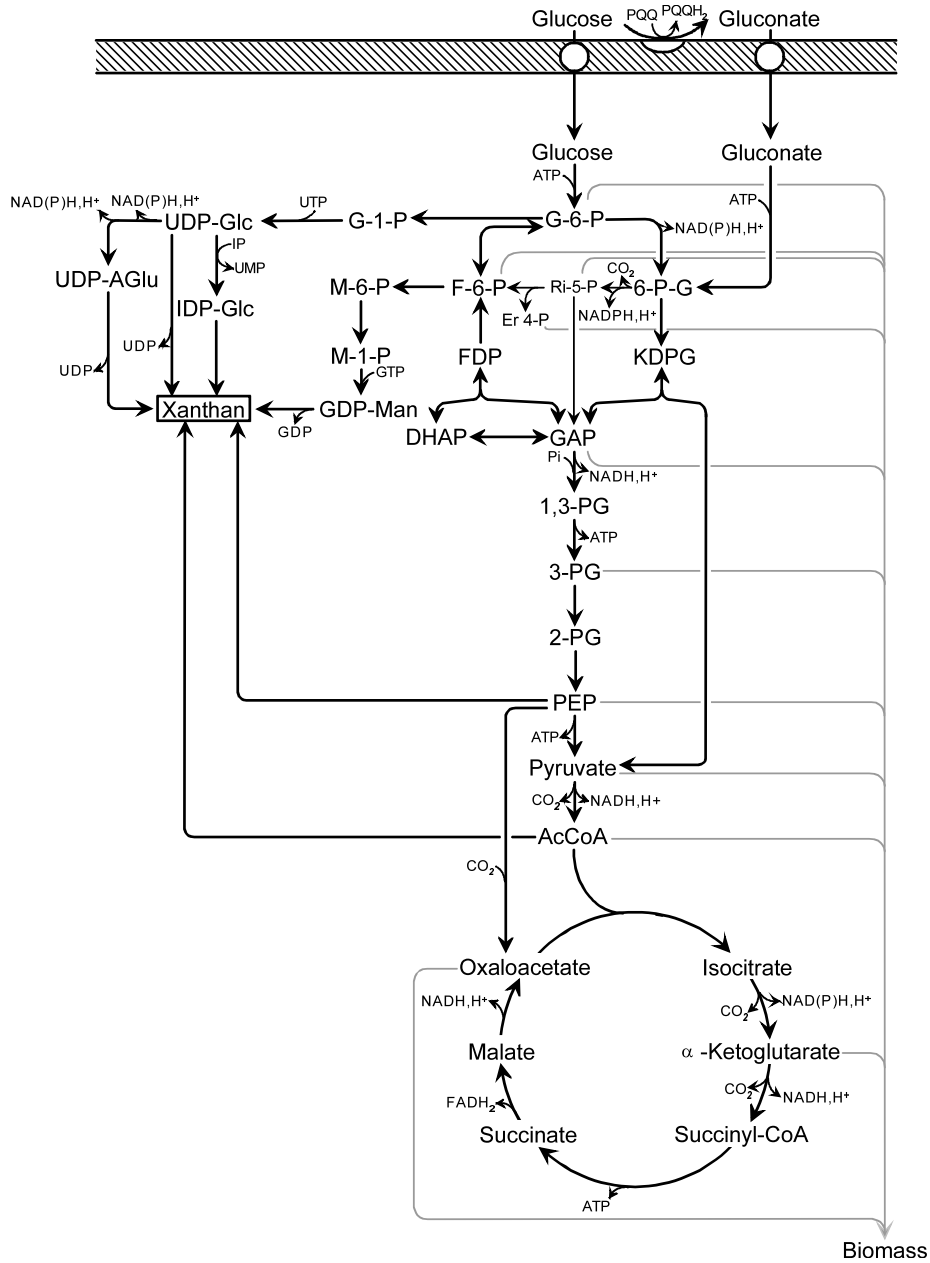 Glucose PQQ PQQH2 Gluconate
Glucose Gluconate
ATP
ATP
NAD(P)H,H+ NAD(P)H,H+
UDP-Glc UTP G-1-P G-6-P NAD(P)H,H+
IP
UMP
CO2
UDP-AGlu M-6-P F-6-P Ri-5-P 6-P-G
IDP-Glc Er 4-P NADPH,H+
UDP
M-1-P FDP KDPG
UDP GTP
Xanthan GDP-Man
GDP
DHAP GAP
Pi NADH,H+
1,3-PG
ATP
3-PG
2-PG
PEP
ATP
Pyruvate
CO2 NADH,H+
AcCoA
CO2
Oxaloacetate Isocitrate
NADH,H+ NAD(P)H,H+
CO2
Malate α -Ketoglutarate
CO2 NADH,H+
FADH2
Succinate Succinyl-CoA
ATP
Biomass